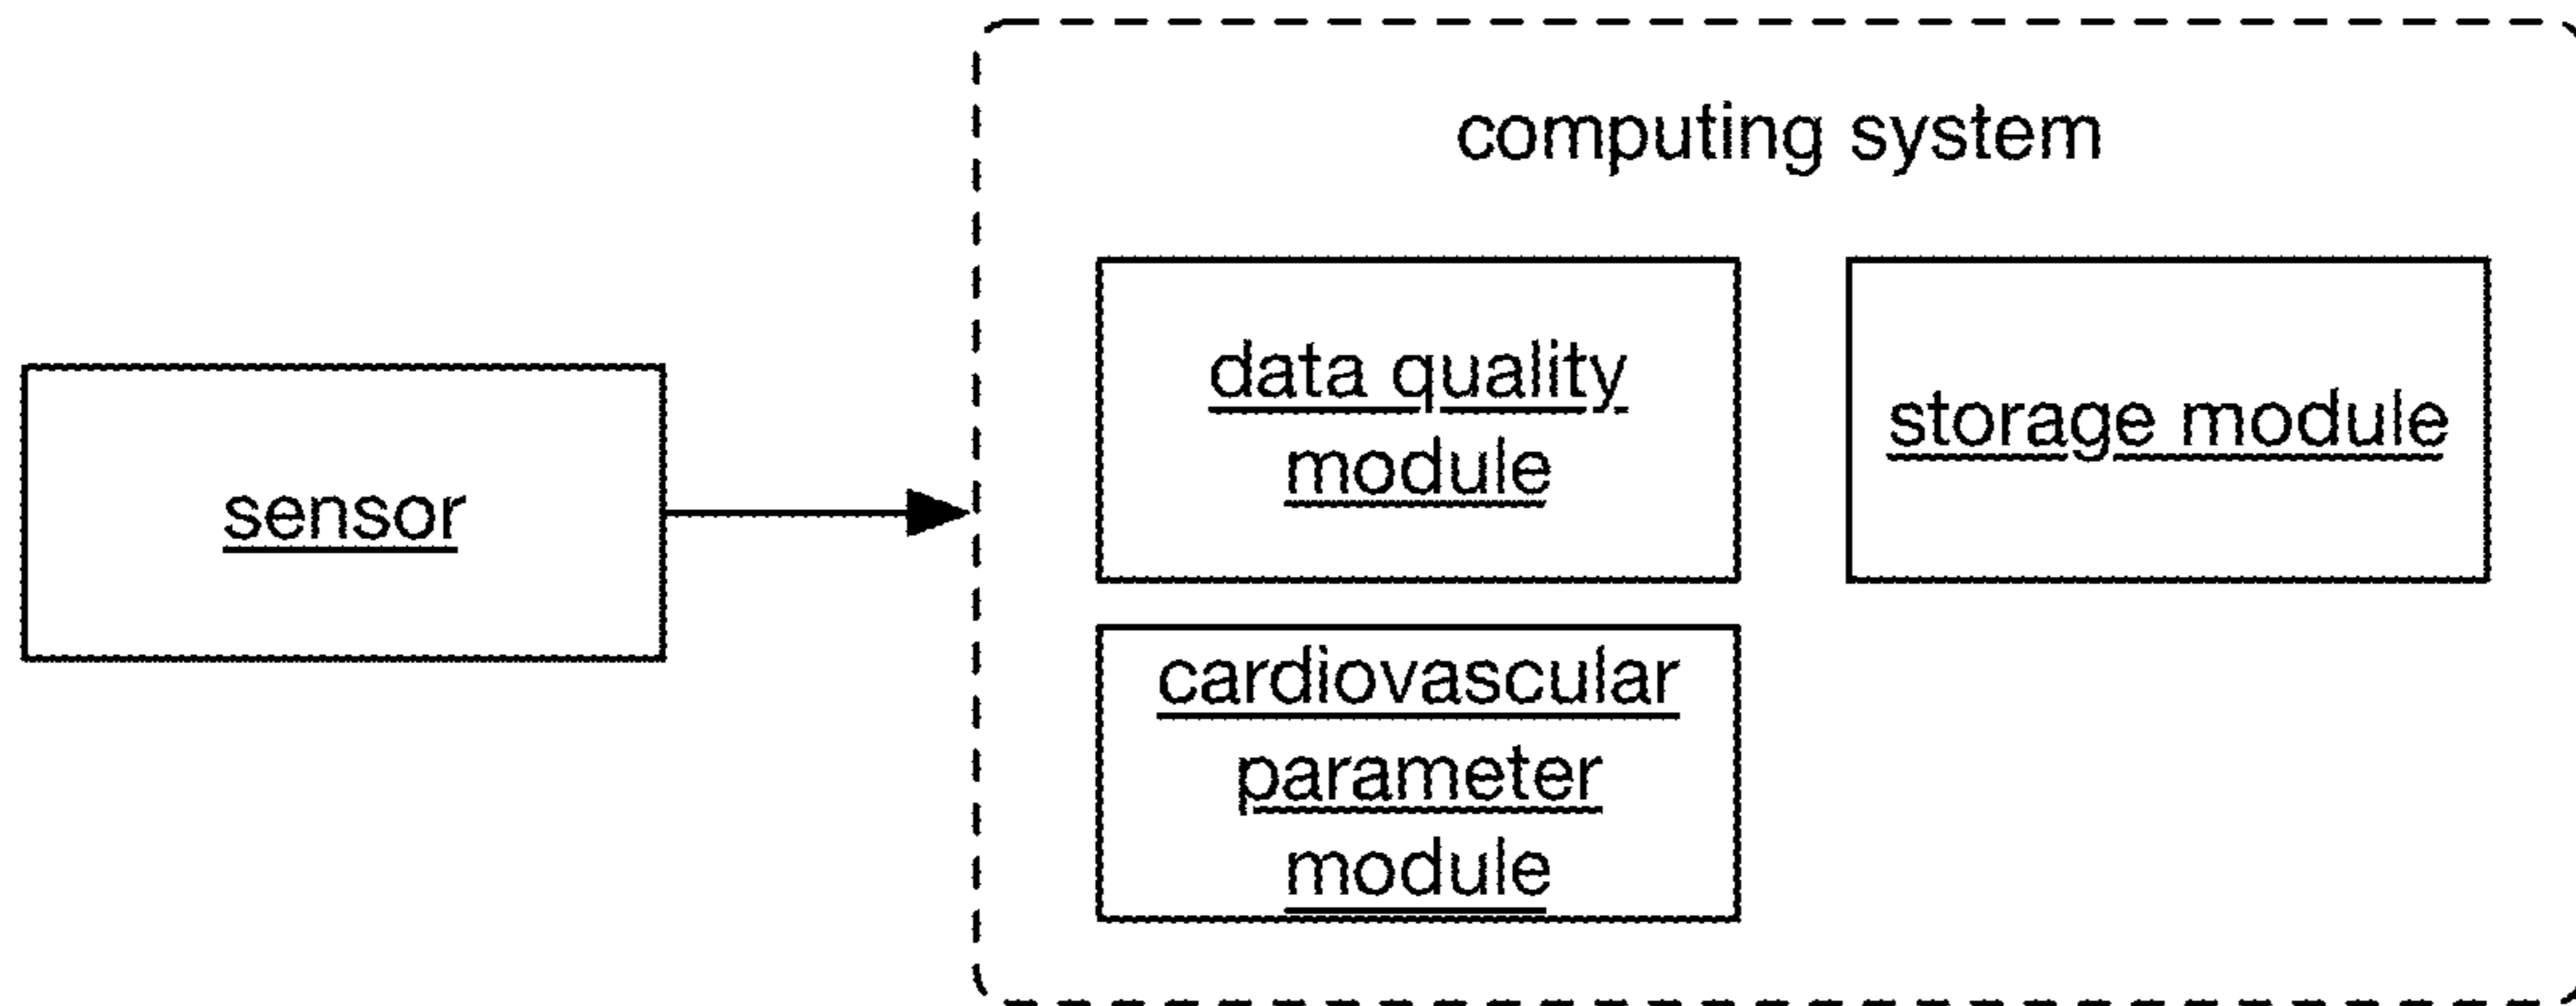 computing system
sensor
data quality
module
storage module
cardiovascular
parameter
module